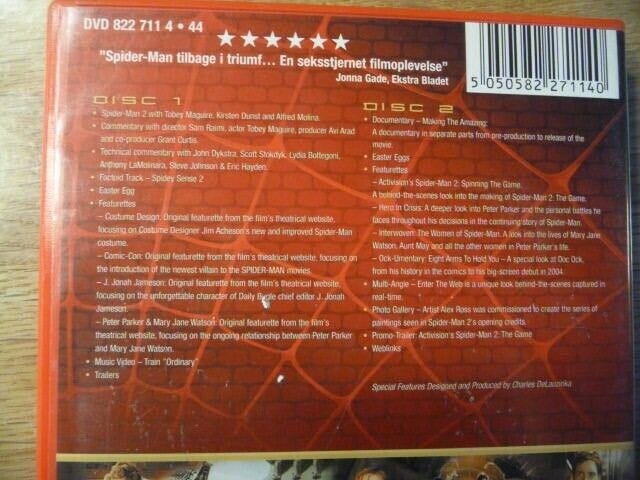 DVD 822 711 4 • 44
"Spider-Man tilbage i triumf... En seksstjernet filmoplevelse"
Jonna Gade, Ekstra Bladet
5 050582 271140
DISC 1
• Spider-Man 2 with Tobey Maguire, Kirsten Dunst and Alfred Molina.
• Commentary with director Sam Raimi, actor Tobey Maguire, producer Avi Arad
and co-producer Grant Curtis.
• Technical commentary with John Dykstra, Scott Stokdyk, Lydia Bottegoni,
Anthony LaMolinara, Steve Johnson & Eric Hayden.
• Factoid Track – Spidey Sense 2
• Easter Egg
• Featurettes
– Costume Design: Original featurette from the film's theatrical website,
focusing on Costume Designer Jim Acheson's new and improved Spider-Man
costume.
– Comic-Con: Original featurette from the film's theatrical website, focusing on
the introduction of the newest villain to the SPIDER-MAN movies.
– J. Jonah Jameson: Original featurette from the film's theatrical website,
focusing on the unforgettable character of Daily Bugle chief editor J. Jonah
Jameson.
– Peter Parker & Mary Jane Watson: Original featurette from the film's
theatrical website, focusing on the ongoing relationship between Peter Parker
and Mary Jane Watson.
• Music Video – Train "Ordinary"
• Trailers
DISC 2
• Documentary – Making The Amazing:
A documentary in separate parts from pre-production to release of the
movie.
• Easter Eggs
• Featurettes
– Activision's Spider-Man 2: Spinning The Game.
A behind-the-scenes look into the making of Spider-Man 2: The Game.
– Hero In Crisis: A deeper look into Peter Parker and the personal battles he
faces throughout his decisions in the continuing story of Spider-Man.
– Interwoven: The Women of Spider-Man. A look into the lives of Mary Jane
Watson, Aunt May and all the other women in Peter Parker's life.
– Ock-Umentary: Eight Arms To Hold You – A special look at Doc Ock,
from his history in the comics to his big-screen debut in 2004.
• Multi-Angle – Enter The Web is a unique look behind-the-scenes captured in
real-time.
• Photo Gallery – Artist Alex Ross was commissioned to create the series of
paintings seen in Spider-Man 2's opening credits.
• Promo-Trailer: Activision's Spider-Man 2: The Game
• Weblinks
Special Features Designed and Produced by Charles DeLauzirika